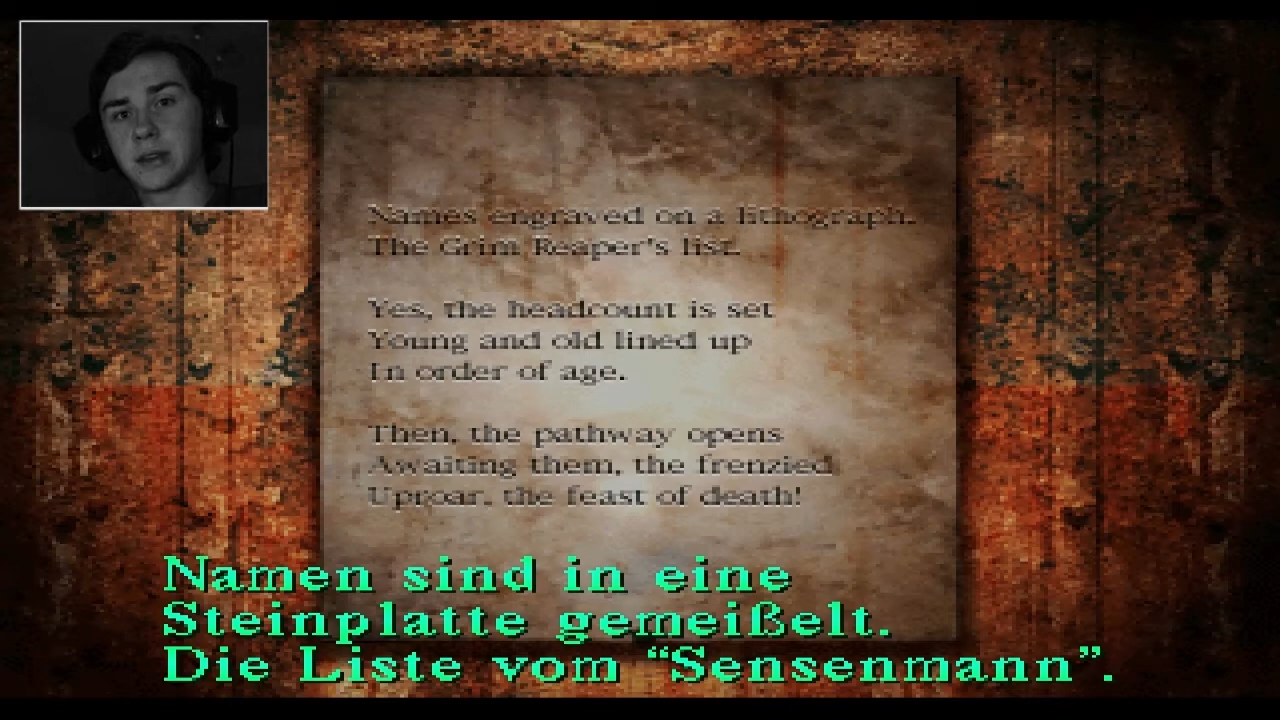 Names engraved on a lithograph.
The Grim Reaper's list.
Yes, the headcount is set
Young and old lined up
In order of age.
Then, the pathway opens
Awaiting them, the frenzied
Uproar, the feast of death!
Namen sind in eine
Steinplatte gemeißelt.
Die Liste vom “Sensenmann”.